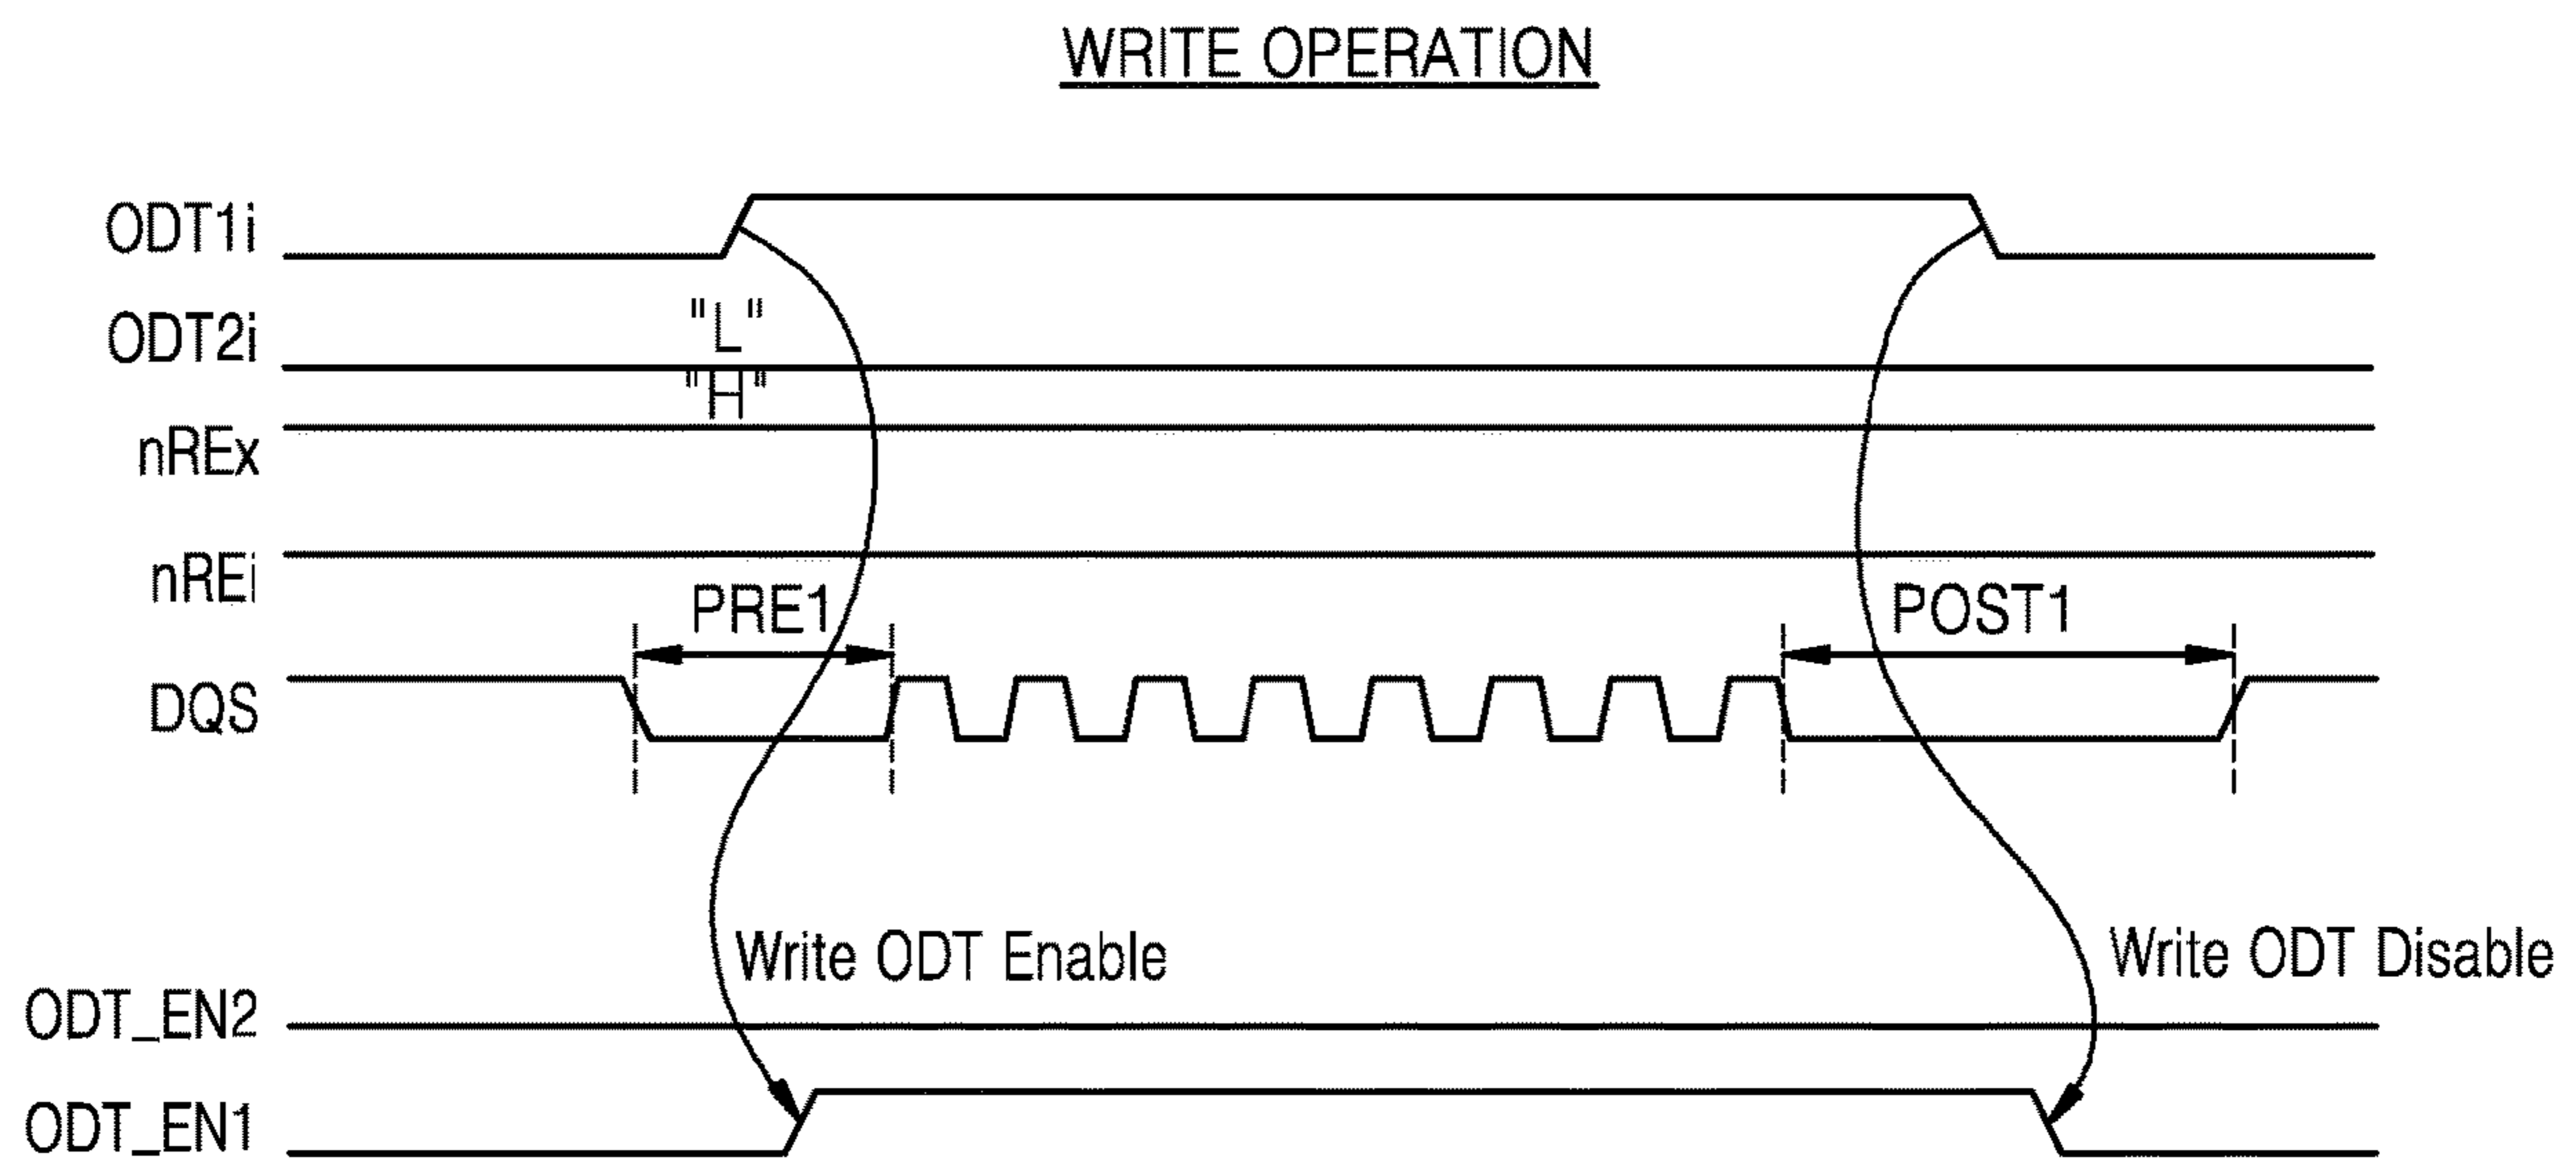 WRITE OPERATION
ODT1i
ODT2i "L"
"H"
nREx
nREi
PRE1 POST1
DQS
Write ODT Enable Write ODT Disable
ODT_EN2
ODT_EN1